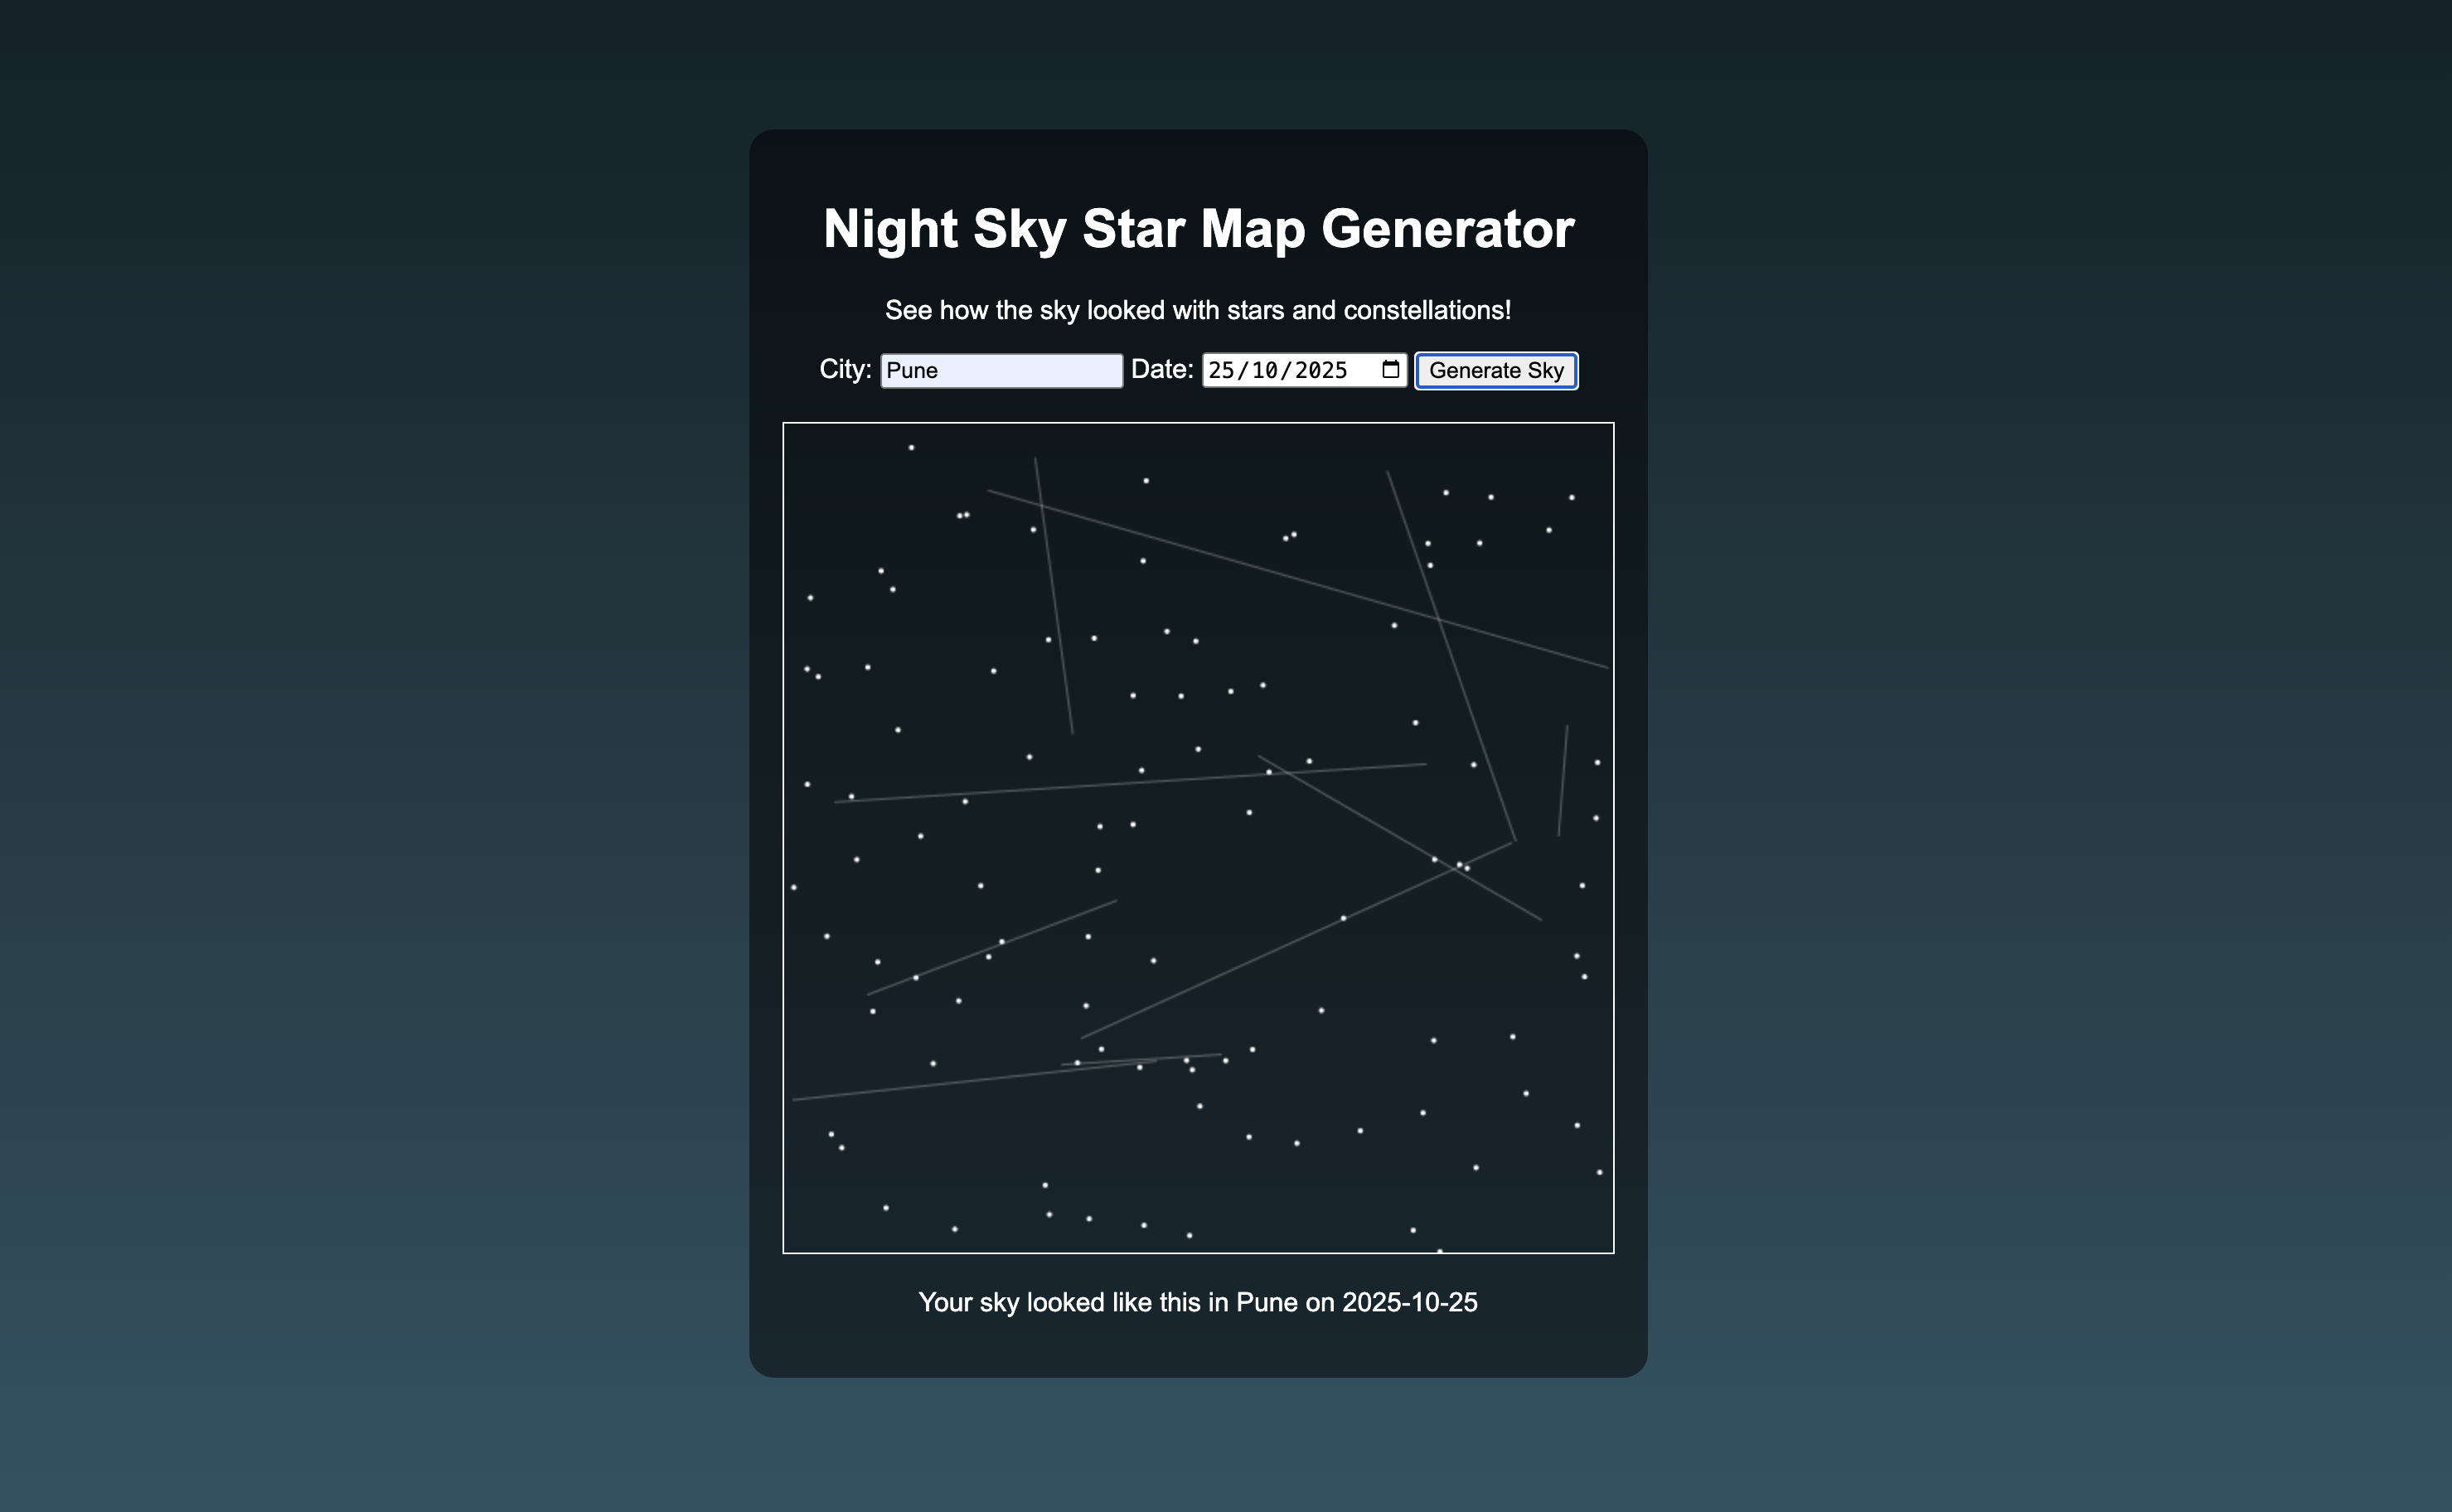 Night Sky Star Map Generator
See how the sky looked with stars and constellations!
City: Pune Date: 25/10/2025 Generate Sky
Your sky looked like this in Pune on 2025-10-25